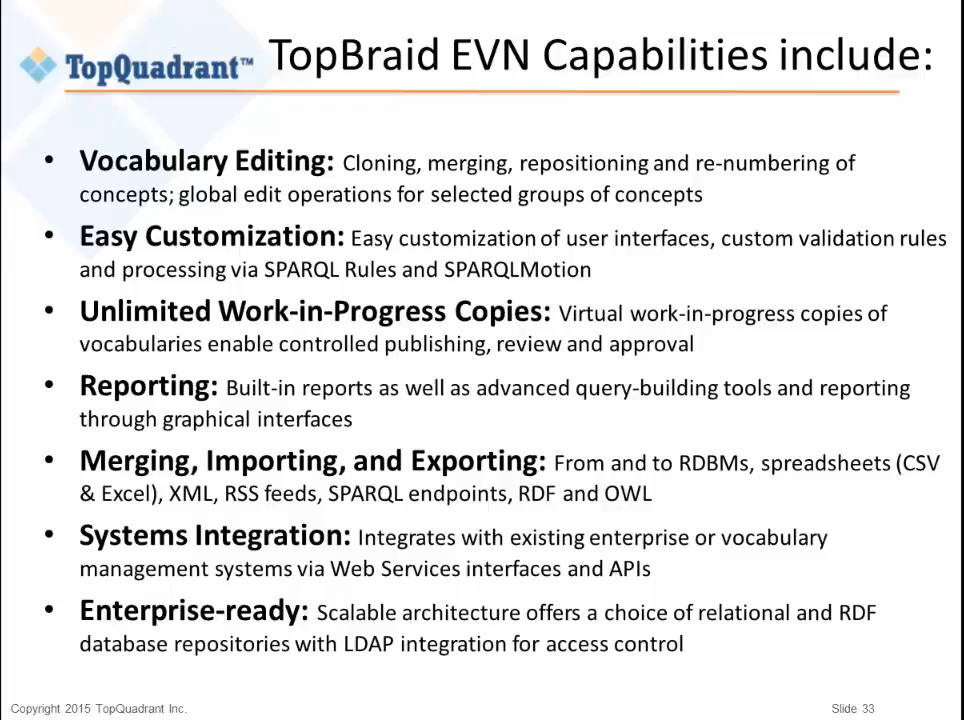 TopQuadrant™ TopBraid EVN Capabilities include:
• Vocabulary Editing: Cloning, merging, repositioning and re-numbering of
concepts; global edit operations for selected groups of concepts
• Easy Customization: Easy customization of user interfaces, custom validation rules
and processing via SPARQL Rules and SPARQLMotion
• Unlimited Work-in-Progress Copies: Virtual work-in-progress copies of
vocabularies enable controlled publishing, review and approval
• Reporting: Built-in reports as well as advanced query-building tools and reporting
through graphical interfaces
• Merging, Importing, and Exporting: From and to RDBMs, spreadsheets (CSV
& Excel), XML, RSS feeds, SPARQL endpoints, RDF and OWL
• Systems Integration: Integrates with existing enterprise or vocabulary
management systems via Web Services interfaces and APIs
• Enterprise-ready: Scalable architecture offers a choice of relational and RDF
database repositories with LDAP integration for access control
Copyright 2015 TopQuadrant Inc. Slide 33